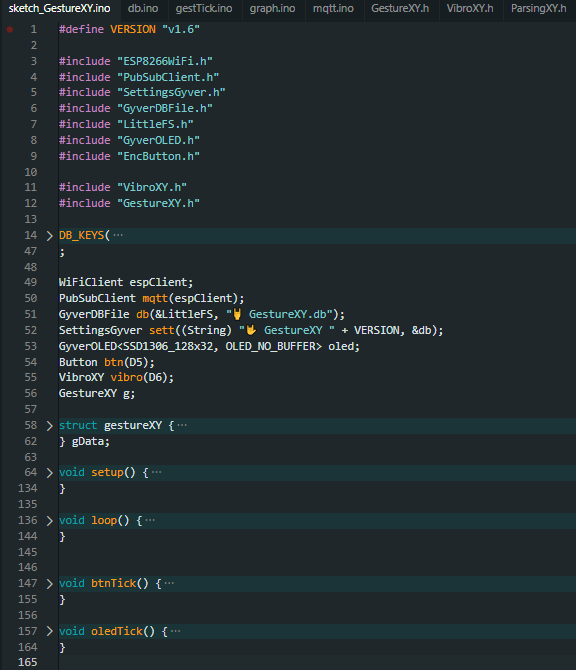 sketch_GestureXY.ino db.ino gestTick.ino graph.ino mqtt.ino GestureXY.h VibroXY.h ParsingXY.h
1 #define VERSION "v1.6"
2
3 #include "ESP8266WiFi.h"
4 #include "PubSubClient.h"
5 #include "SettingsGyver.h"
6 #include "GyverDBFile.h"
7 #include "LittleFS.h"
8 #include "GyverOLED.h"
9 #include "EncButton.h"
10
11 #include "VibroXY.h"
12 #include "GestureXY.h"
13
14 DB_KEYS(···
47 ;
48
49 WiFiClient espClient;
50 PubSubClient mqtt(espClient);
51 GyverDBFile db(&LittleFS, "🤘 GestureXY.db");
52 SettingsGyver sett((String) "🤟 GestureXY " + VERSION, &db);
53 GyverOLED<SSD1306_128x32, OLED_NO_BUFFER> oled;
54 Button btn(D5);
55 VibroXY vibro(D6);
56 GestureXY g;
57
58 struct gestureXY {···
62 } gData;
63
64 void setup() {···
134 }
135
136 void loop() {···
144 }
145
146
147 void btnTick() {···
155 }
156
157 void oledTick() {···
164 }
165